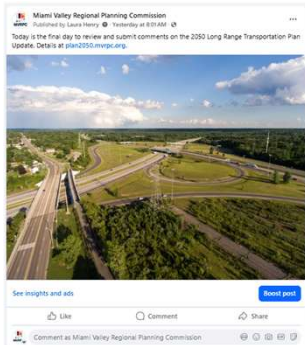 Miami Valley Regional Planning Commission
Published by Laura Henry · Yesterday at 8:01 AM ·
Today is the final day to review and submit comments on the 2050 Long Range Transportation Plan
Update. Details at plan2050.mvrpc.org.
See insights and ads
Boost post
Like
Comment
Share
Comment as Miami Valley Regional Planning Commission